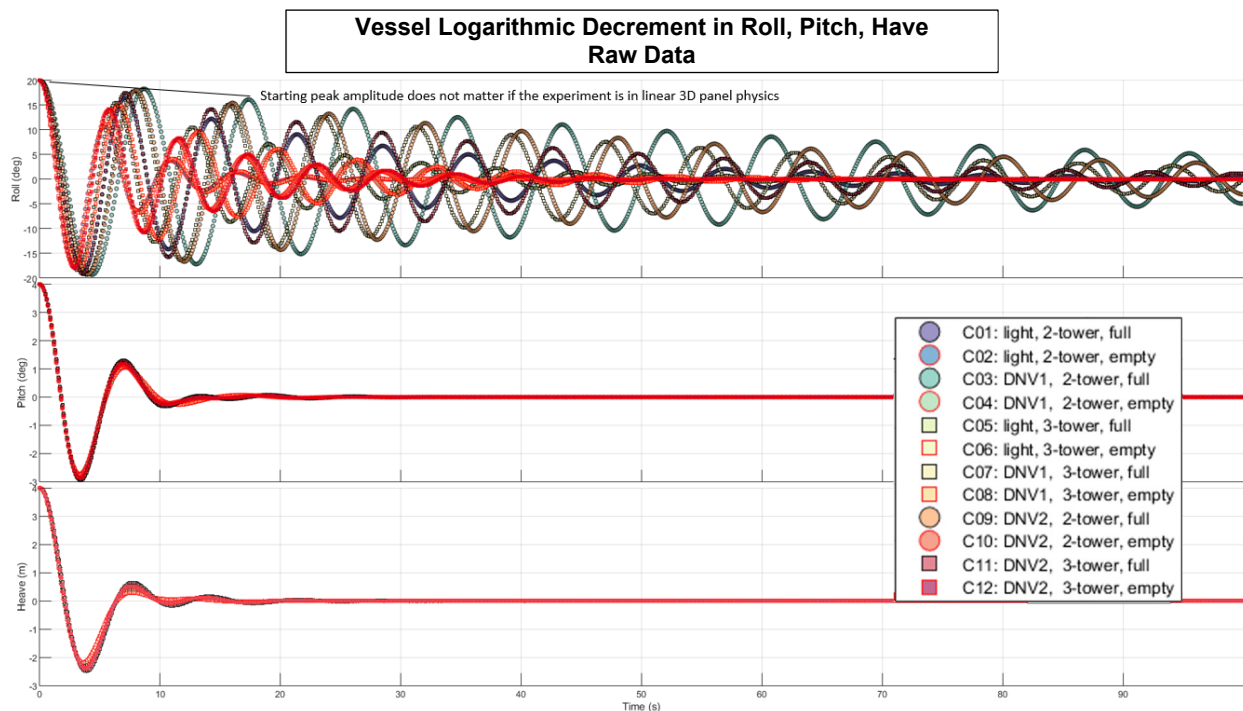 Vessel Logarithmic Decrement in Roll, Pitch, Have
Raw Data
Starting peak amplitude does not matter if the experiment is in linear 3D panel physics
20
15
10
5
0
-5
-10
-15
-20
Roll (deg)
4
3
2
1
0
-1
-2
-3
Pitch (deg)
C01: light, 2-tower, full
C02: light, 2-tower, empty
C03: DNV1, 2-tower, full
C04: DNV1, 2-tower, empty
C05: light, 3-tower, full
C06: light, 3-tower, empty
C07: DNV1, 3-tower, full
C08: DNV1, 3-tower, empty
C09: DNV2, 2-tower, full
C10: DNV2, 2-tower, empty
C11: DNV2, 3-tower, full
C12: DNV2, 3-tower, empty
4
3
2
1
0
-1
-2
-3
Heave (m)
0 10 20 30 40 50 60 70 80 90
Time (s)